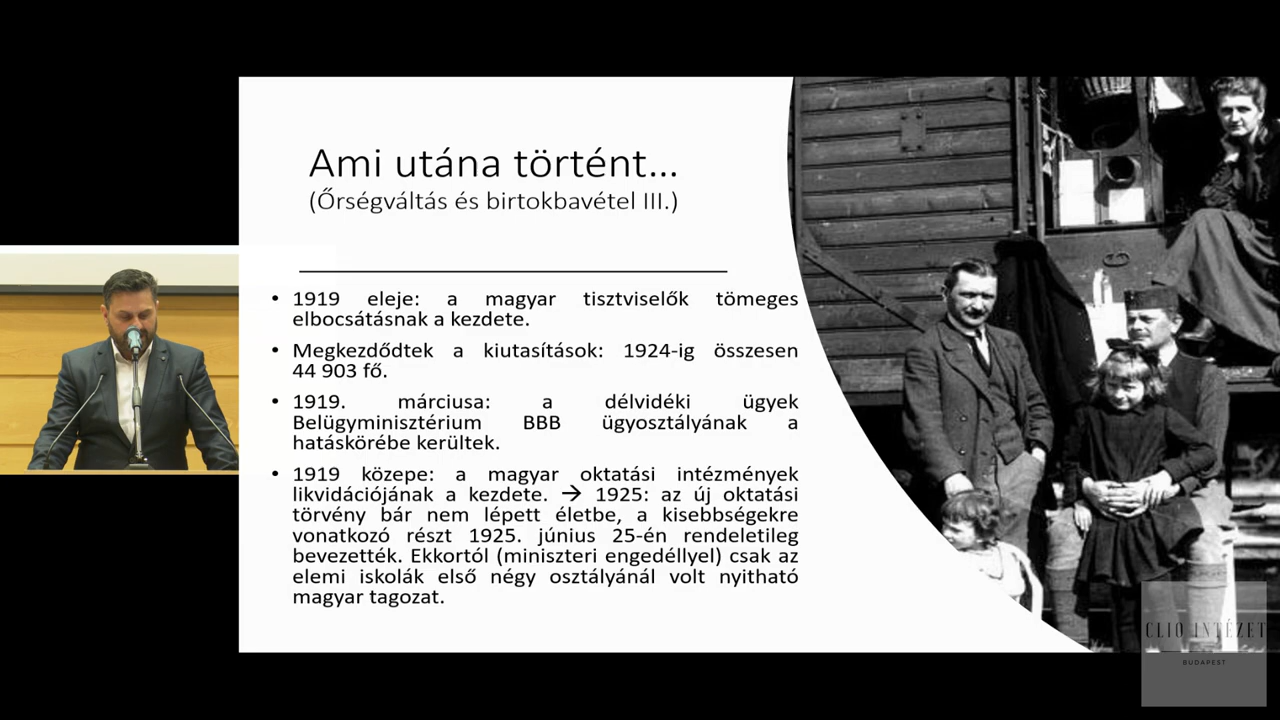 Ami utána történt...
(Őrségváltás és birtokbavétel III.)
• 1919 eleje: a magyar tisztviselők tömeges
elbocsátásnak a kezdete.
• Megkezdődtek a kiutasítások: 1924-ig összesen
44 903 fő.
• 1919. márciusa: a délvidéki ügyek
Belügyminisztérium BBB ügyosztályának a
hatáskörébe kerültek.
• 1919 közepe: a magyar oktatási intézmények
likvidációjának a kezdete. → 1925: az új oktatási
törvény bár nem lépett életbe, a kisebbségekre
vonatkozó részt 1925. június 25-én rendeletileg
bevezették. Ekkortól (miniszteri engedéllyel) csak az
elemi iskolák első négy osztályánál volt nyitható
magyar tagozat.
CLIO INTÉZET
BUDAPEST